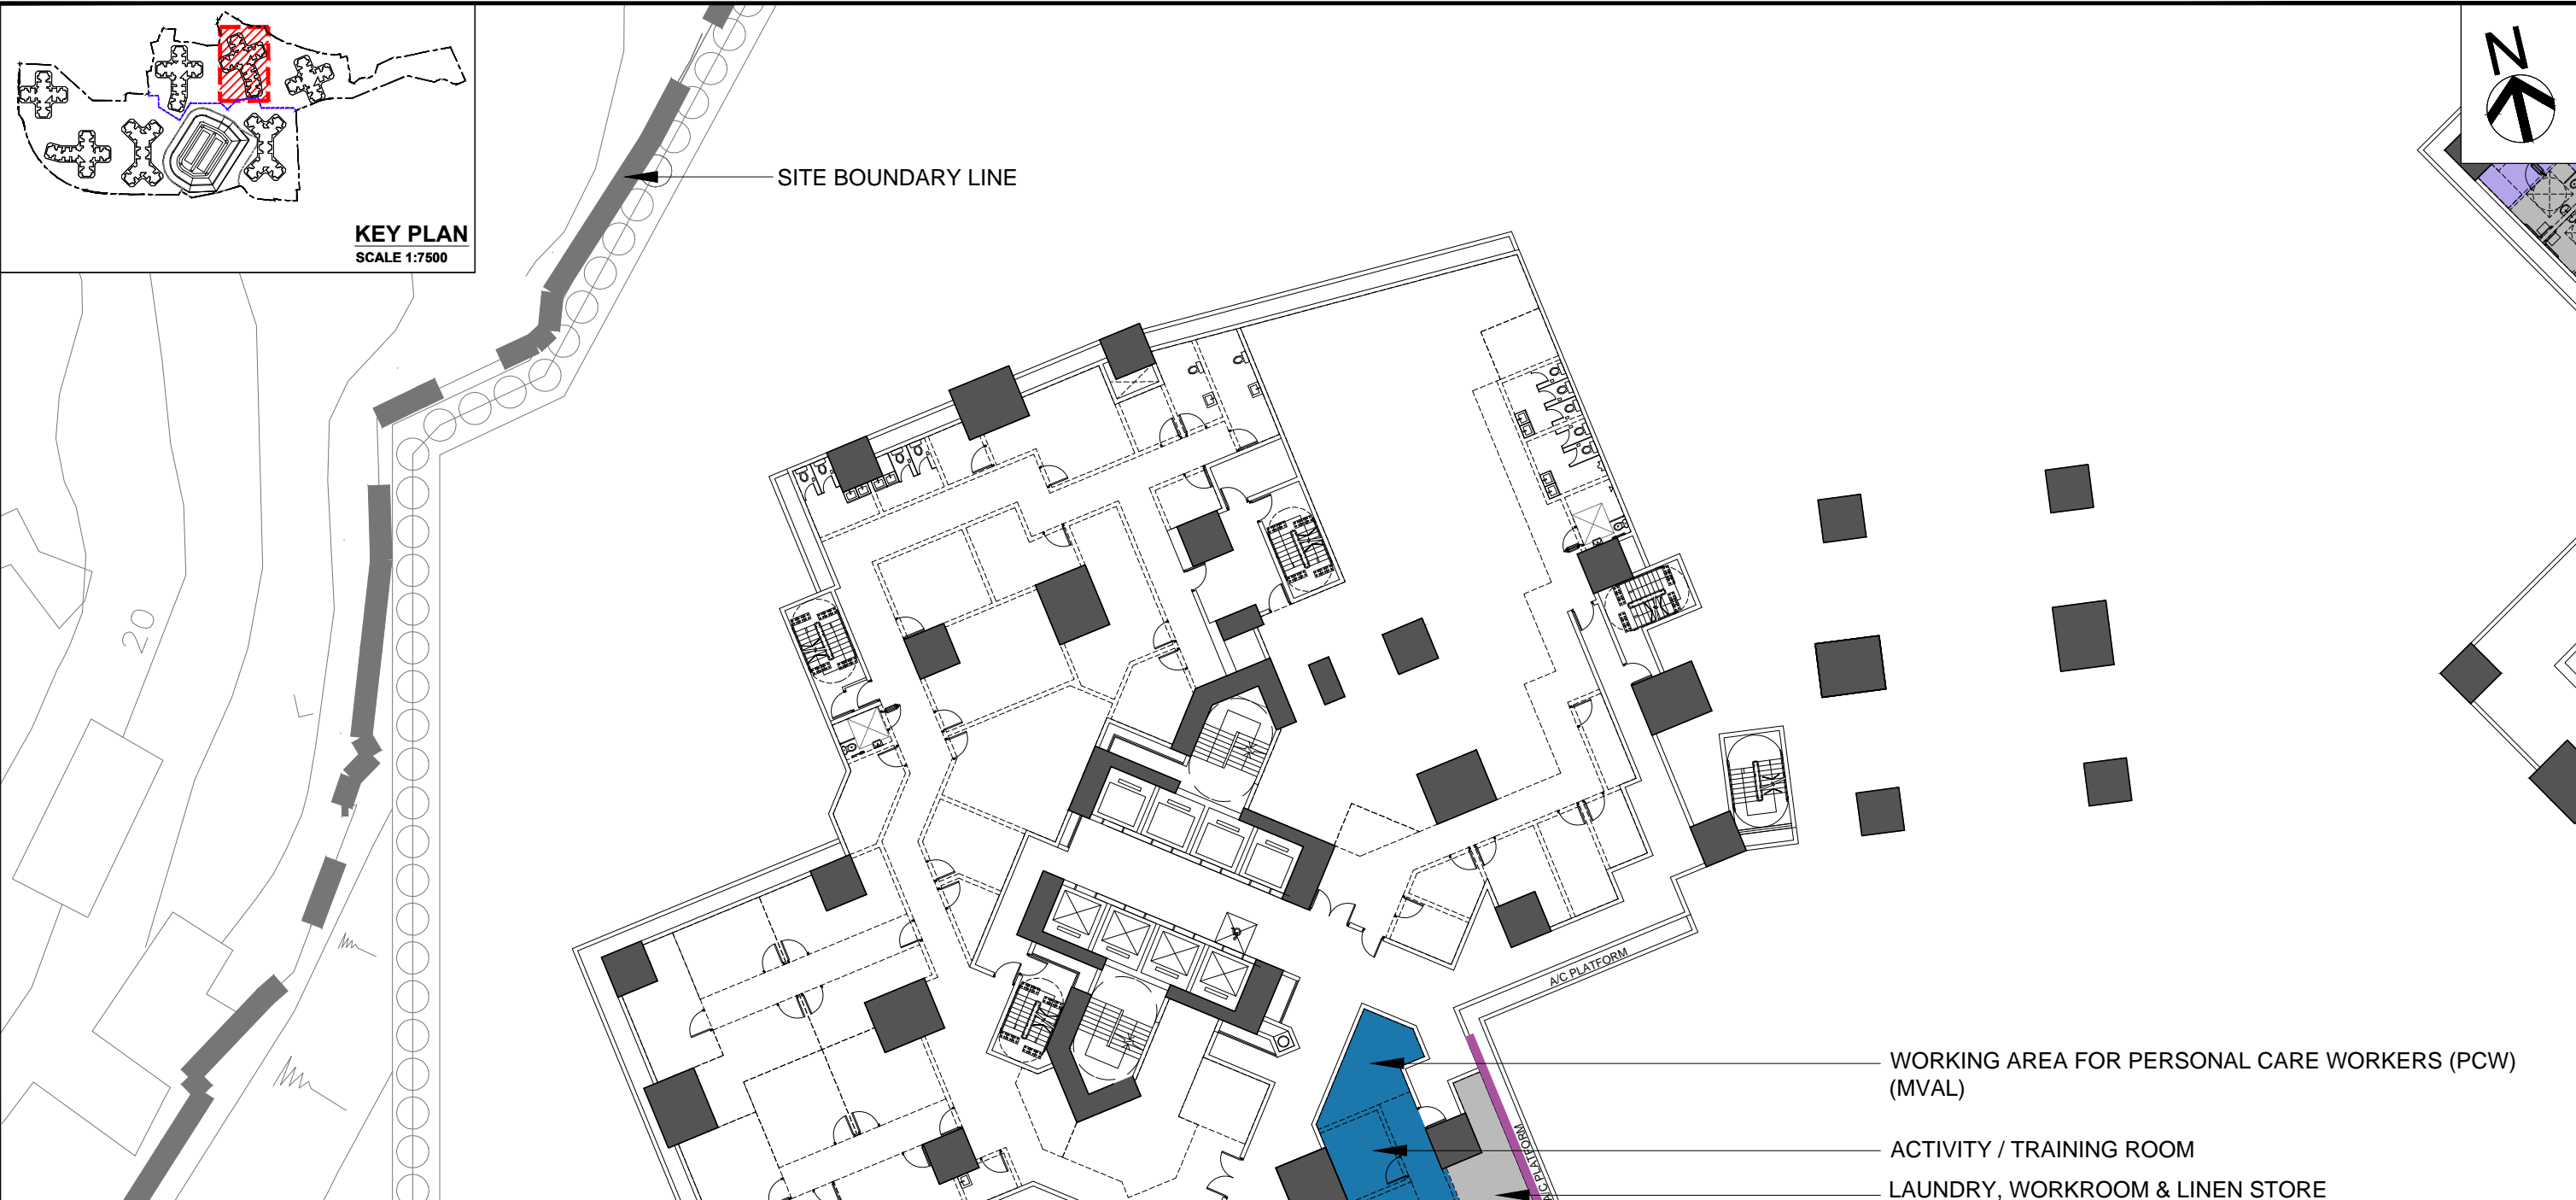 KEY PLAN
SCALE 1:7500
N
SITE BOUNDARY LINE
20
A/C PLATFORM
WORKING AREA FOR PERSONAL CARE WORKERS (PCW)
(MVAL)
A/C PLATFORM
ACTIVITY / TRAINING ROOM
LAUNDRY, WORKROOM & LINEN STORE